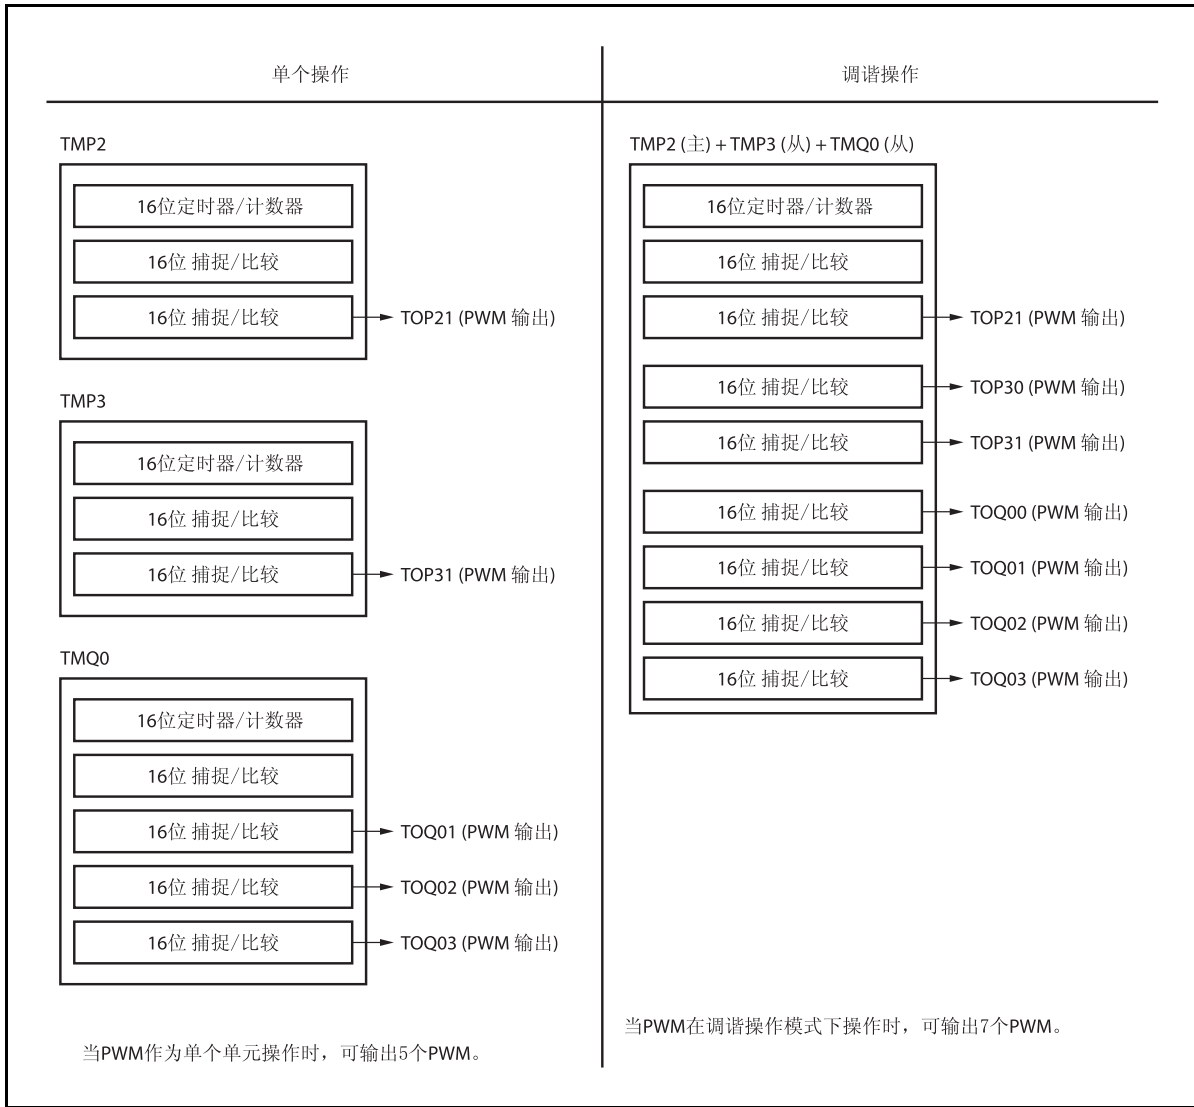 单个操作
TMP2
16位定时器/计数器
16位 捕捉/比较
16位 捕捉/比较
TOP21 (PWM 输出)
TMP3
16位定时器/计数器
16位 捕捉/比较
16位 捕捉/比较
TOP31 (PWM 输出)
TMQ0
16位定时器/计数器
16位 捕捉/比较
16位 捕捉/比较
TOQ01 (PWM 输出)
16位 捕捉/比较
TOQ02 (PWM 输出)
16位 捕捉/比较
TOQ03 (PWM 输出)
当PWM作为单个单元操作时，可输出5个PWM。
调谐操作
TMP2 (主) + TMP3 (从) + TMQ0 (从)
16位定时器/计数器
16位 捕捉/比较
16位 捕捉/比较
TOP21 (PWM 输出)
16位 捕捉/比较
TOP30 (PWM 输出)
16位 捕捉/比较
TOP31 (PWM 输出)
16位 捕捉/比较
TOQ00 (PWM 输出)
16位 捕捉/比较
TOQ01 (PWM 输出)
16位 捕捉/比较
TOQ02 (PWM 输出)
16位 捕捉/比较
TOQ03 (PWM 输出)
当PWM在调谐操作模式下操作时，可输出7个PWM。